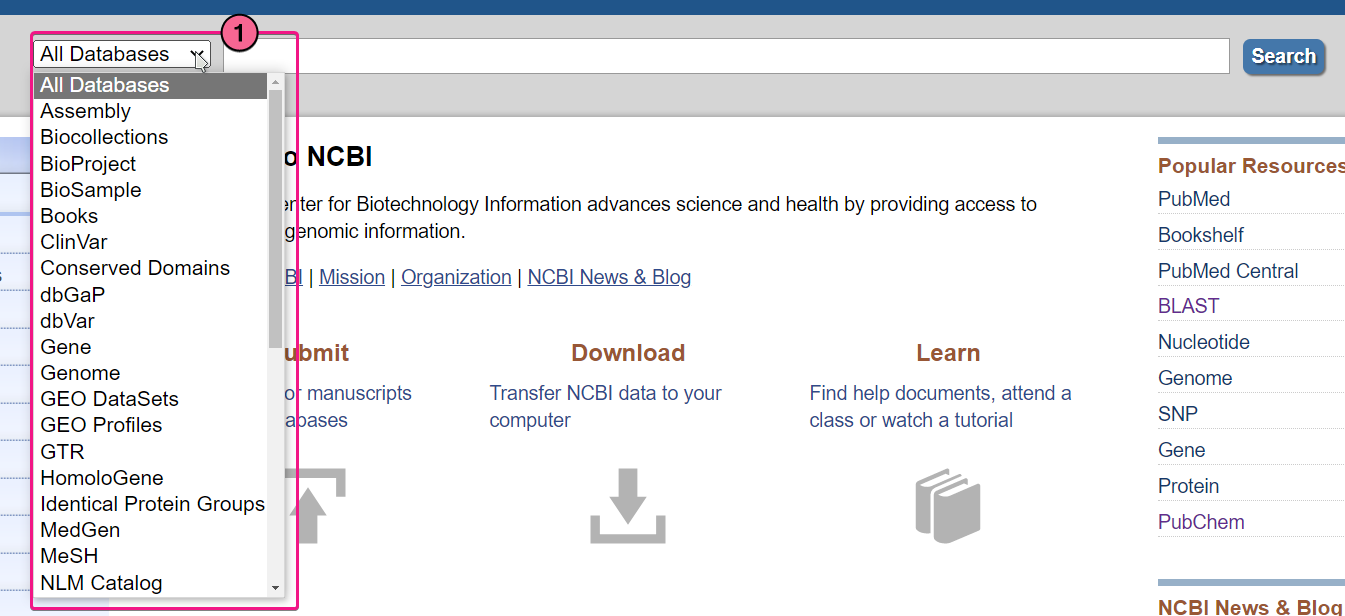 1
All Databases
Search
All Databases
Assembly
Biocollections
BioProject
BioSample
Books
ClinVar
Conserved Domains
dbGaP
dbVar
Gene
Genome
GEO DataSets
GEO Profiles
GTR
HomoloGene
Identical Protein Groups
MedGen
MeSH
NLM Catalog
o NCBI
enter for Biotechnology Information advances science and health by providing access to
genomic information.
BI | Mission | Organization | NCBI News & Blog
ubmit
or manuscripts
abases
Download
Transfer NCBI data to your
computer
Learn
Find help documents, attend a
class or watch a tutorial
Popular Resources
PubMed
Bookshelf
PubMed Central
BLAST
Nucleotide
Genome
SNP
Gene
Protein
PubChem
NCBI News & Blog